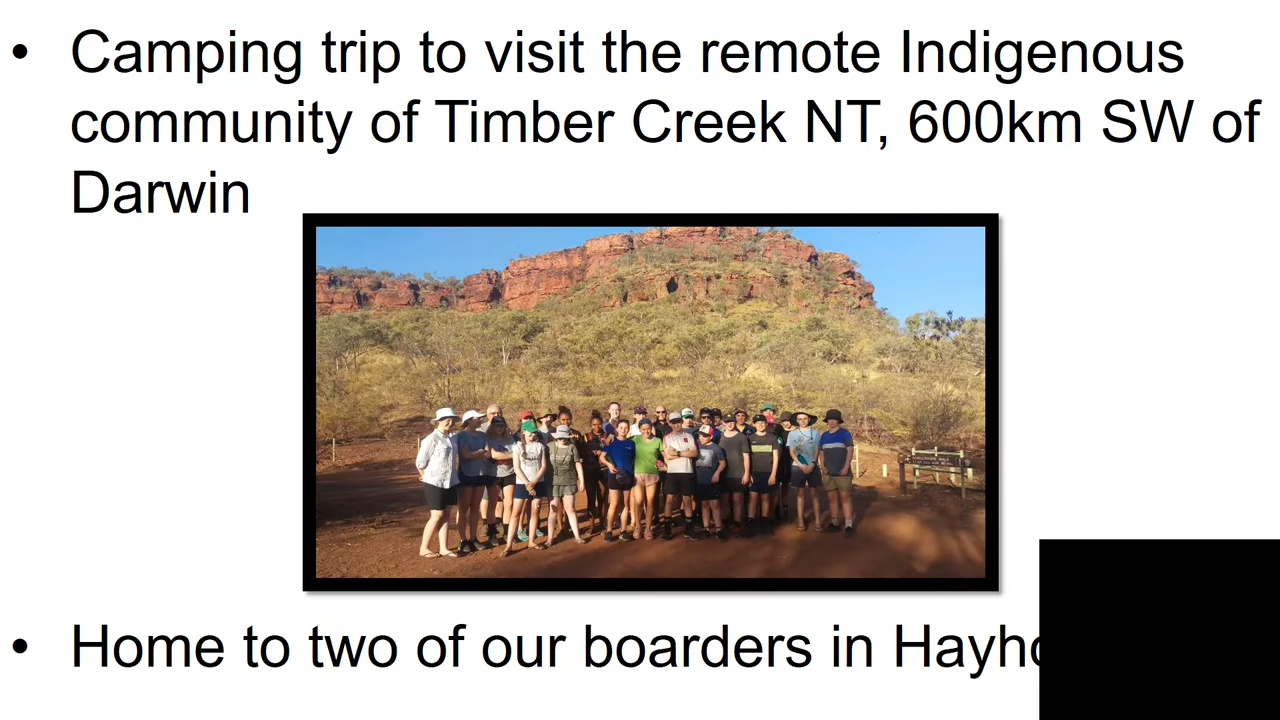 • Camping trip to visit the remote Indigenous
community of Timber Creek NT, 600km SW of
Darwin
• Home to two of our boarders in